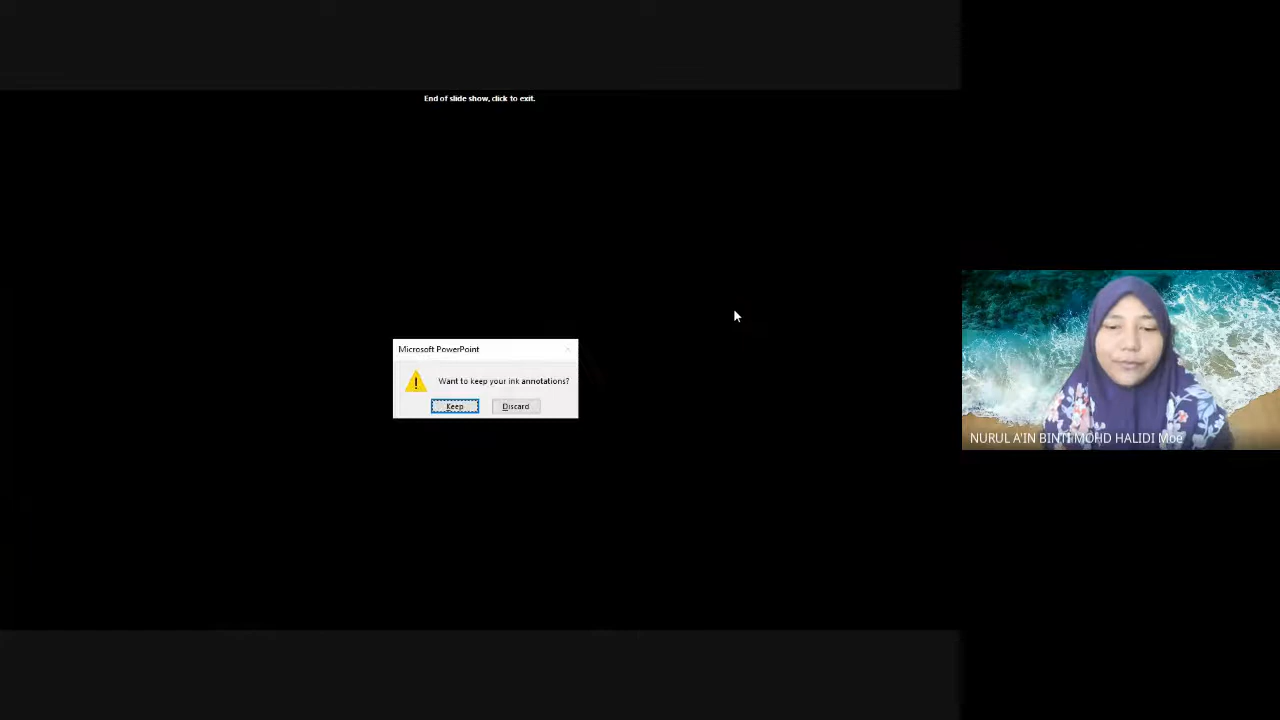 End of slide show, click to exit.
Microsoft PowerPoint
Want to keep your ink annotations?
Keep
Discard
NURUL A'IN BINTI MOHD HALIDI Moe